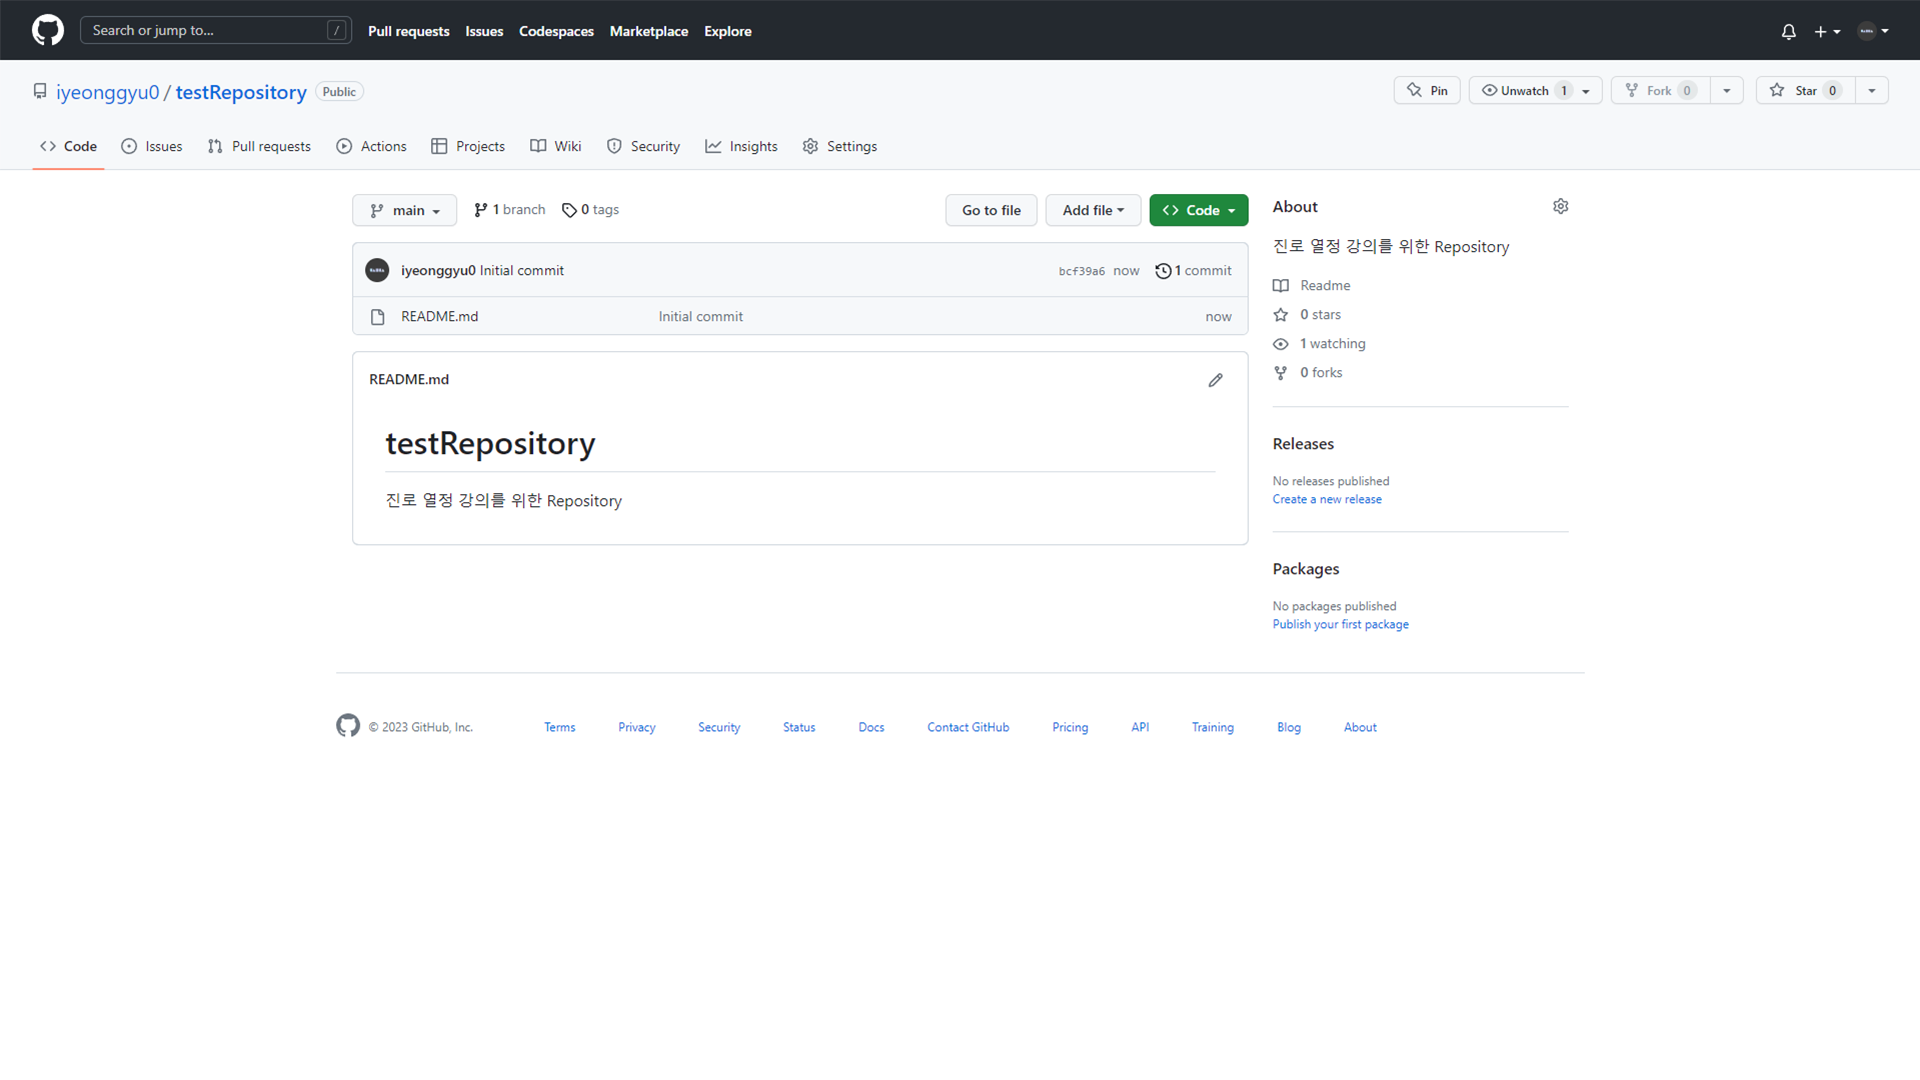 Search or jump to... /
Pull requests Issues Codespaces Marketplace Explore
iyeonggyu0 / testRepository Public
Pin Unwatch 1 Fork 0 Star 0
Code Issues Pull requests Actions Projects Wiki Security Insights Settings
main 1 branch 0 tags Go to file Add file Code
iyeonggyu0 Initial commit bcf39a6 now 1 commit
README.md Initial commit now
README.md
testRepository
진로 열정 강의를 위한 Repository
About
진로 열정 강의를 위한 Repository
Readme
0 stars
1 watching
0 forks
Releases
No releases published
Create a new release
Packages
No packages published
Publish your first package
© 2023 GitHub, Inc. Terms Privacy Security Status Docs Contact GitHub Pricing API Training Blog About